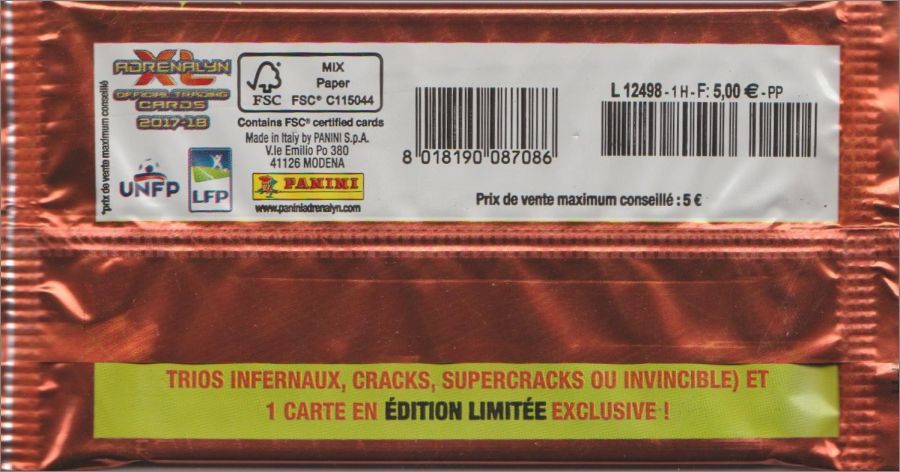 *prix de vente maximum conseillé
ADRENALYN
XL
OFFICIAL TRADING
CARDS
2017-18
UNFP
LFP
FSC
MIX
Paper
FSC® C115044
Contains FSC® certified cards
Made in Italy by PANINI S.p.A.
V.le Emilio Po 380
41126 MODENA
PANINI
www.paniniadrenalyn.com
8 018190 087086
L 12498 - 1 H - F: 5,00 € - PP
Prix de vente maximum conseillé : 5 €
TRIOS INFERNAUX, CRACKS, SUPERCRACKS OU INVINCIBLE) ET
1 CARTE EN ÉDITION LIMITÉE EXCLUSIVE !